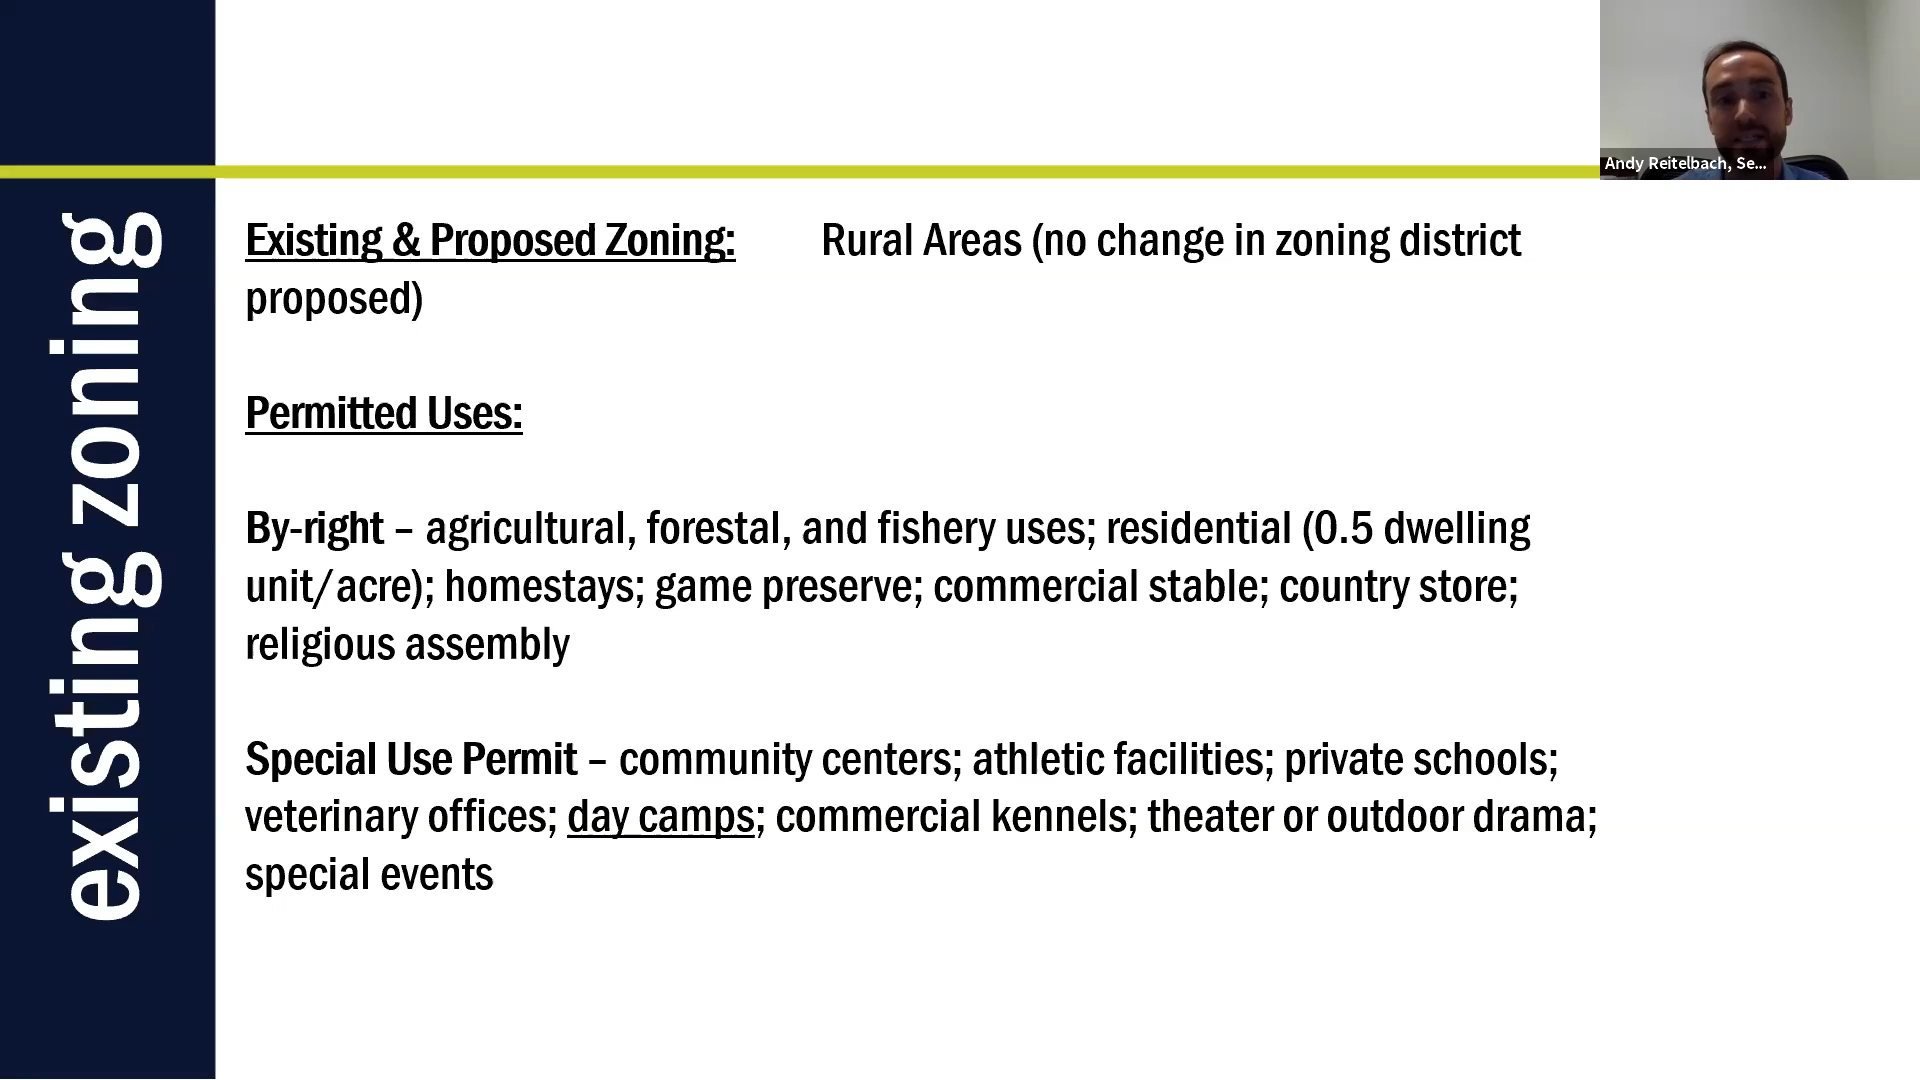 Andy Reitelbach, Se...
existing zoning
Existing & Proposed Zoning: Rural Areas (no change in zoning district
proposed)
Permitted Uses:
By-right – agricultural, forestal, and fishery uses; residential (0.5 dwelling
unit/acre); homestays; game preserve; commercial stable; country store;
religious assembly
Special Use Permit – community centers; athletic facilities; private schools;
veterinary offices; day camps; commercial kennels; theater or outdoor drama;
special events